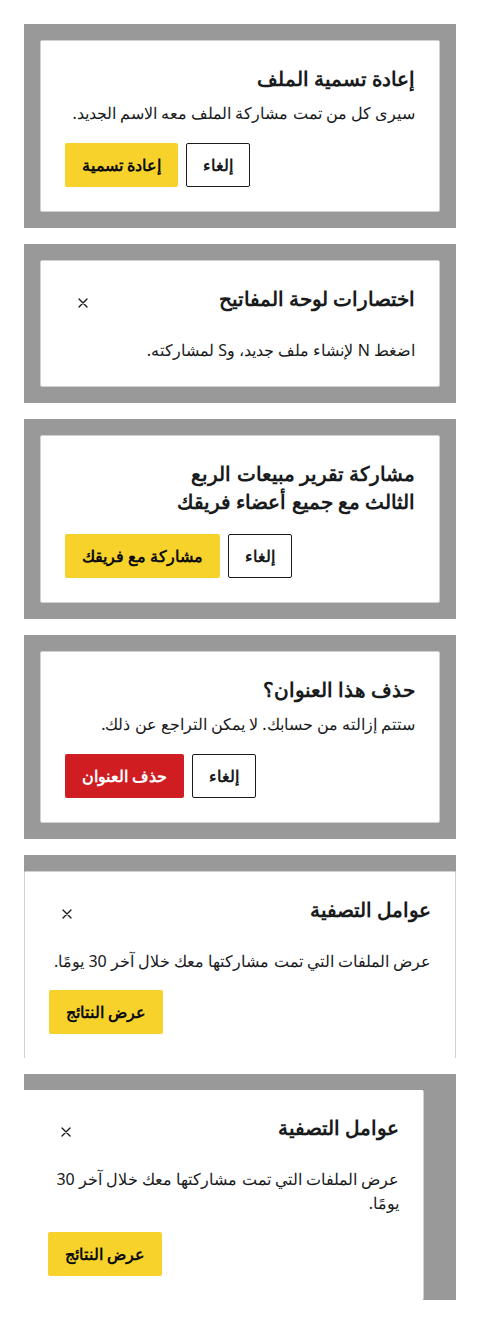 إعادة تسمية الملف
سيرى كل من تمت مشاركة الملف معه الاسم الجديد.
إلغاء
إعادة تسمية
اختصارات لوحة المفاتيح
اضغط N لإنشاء ملف جديد، وS لمشاركته.
مشاركة تقرير مبيعات الربع
الثالث مع جميع أعضاء فريقك
إلغاء
مشاركة مع فريقك
حذف هذا العنوان؟
ستتم إزالته من حسابك. لا يمكن التراجع عن ذلك.
إلغاء
حذف العنوان
عوامل التصفية
عرض الملفات التي تمت مشاركتها معك خلال آخر 30 يومًا.
عرض النتائج
عوامل التصفية
عرض الملفات التي تمت مشاركتها معك خلال آخر 30
يومًا.
عرض النتائج